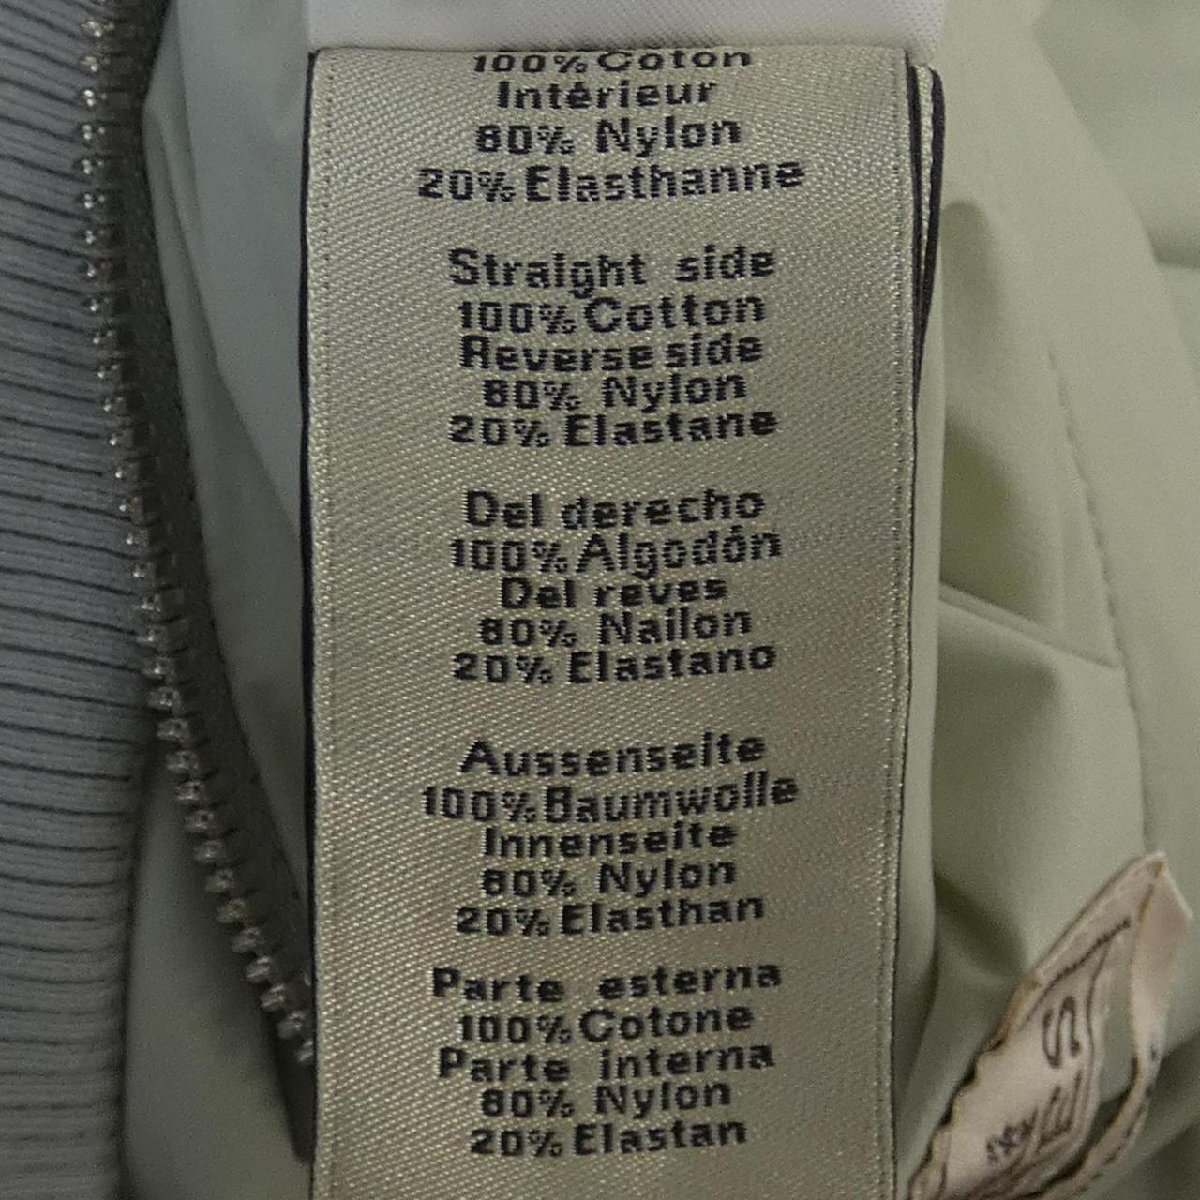 100% Coton
Intérieur
80% Nylon
20% Elasthanne
Straight side
100% Cotton
Reverse side
80% Nylon
20% Elastane
Del derecho
100% Algodón
Del reves
80% Nailon
20% Elastano
Aussenseite
100% Baumwolle
Innenseite
80% Nylon
20% Elasthan
Parte esterna
100% Cotone
Parte interna
80% Nylon
20% Elastan